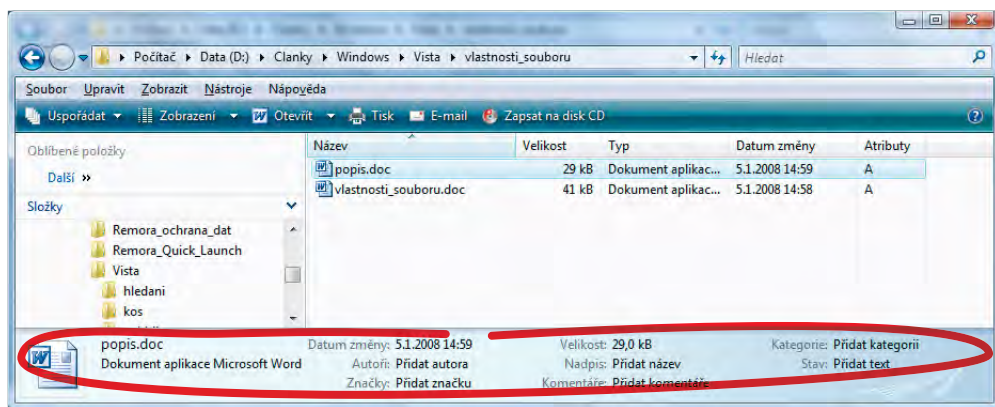 Počítač ▸ Data (D:) ▸ Clanky ▸ Windows ▸ Vista ▸ vlastnosti_souboru Hledat
Soubor Upravit Zobrazit Nástroje Nápověda
Uspořádat Zobrazení Otevřít Tisk E-mail Zapsat na disk CD
Oblíbené položky
Další »
Složky
Remora_ochrana_dat
Remora_Quick_Launch
Vista
hledani
kos
Název Velikost Typ Datum změny Atributy
popis.doc 29 kB Dokument aplikac... 5.1.2008 14:59 A
vlastnosti_souboru.doc 41 kB Dokument aplikac... 5.1.2008 14:58 A
popis.doc Datum změny: 5.1.2008 14:59 Velikost: 29,0 kB Kategorie: Přidat kategorii
Dokument aplikace Microsoft Word Autoři: Přidat autora Nadpis: Přidat název Stav: Přidat text
Značky: Přidat značku Komentáře: Přidat komentáře